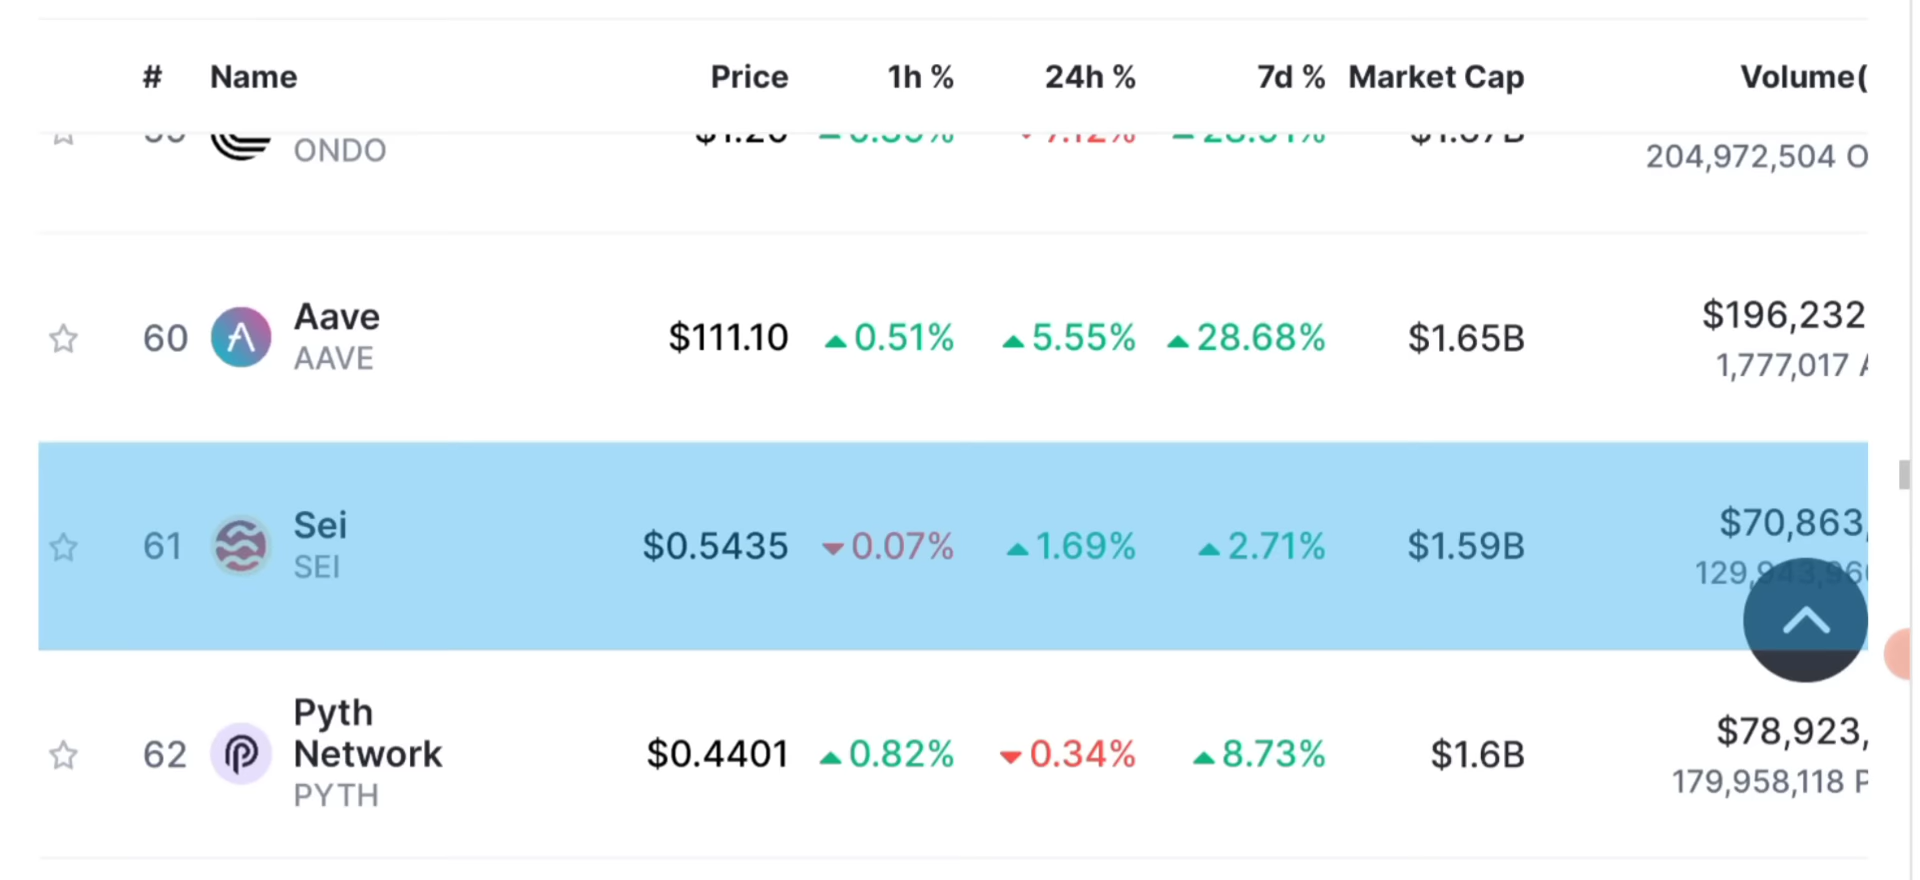 # Name Price 1h % 24h % 7d % Market Cap Volume(
ONDO 204,972,504 O
60 Aave $111.10 0.51% 5.55% 28.68% $1.65B $196,232
AAVE 1,777,017
61 Sei $0.5435 0.07% 1.69% 2.71% $1.59B $70,863,
SEI
62 Pyth
Network $0.4401 0.82% 0.34% 8.73% $1.6B $78,923,
PYTH 179,958,118 P